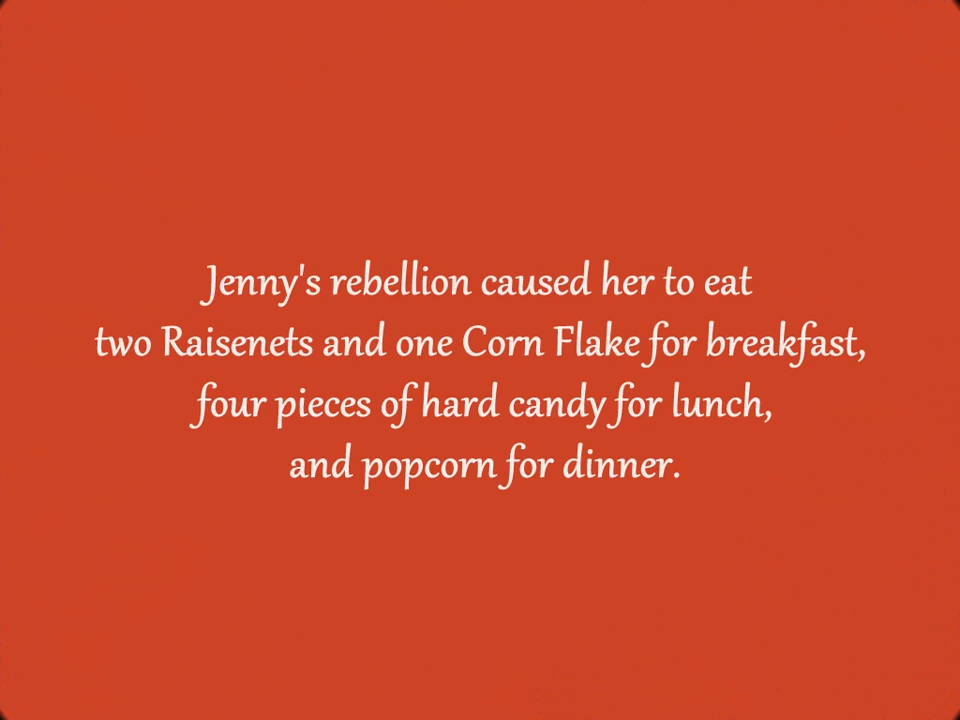 Jenny's rebellion caused her to eat
two Raisenets and one Corn Flake for breakfast,
four pieces of hard candy for lunch,
and popcorn for dinner.